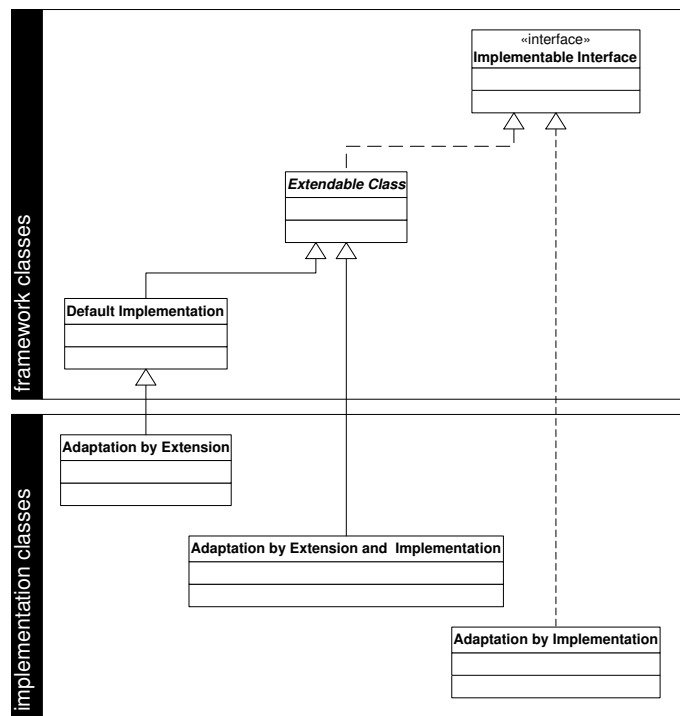 «interface»
Implementable Interface
Extendable Class
Default Implementation
framework classes
Adaptation by Extension
Adaptation by Extension and Implementation
Adaptation by Implementation
implementation classes